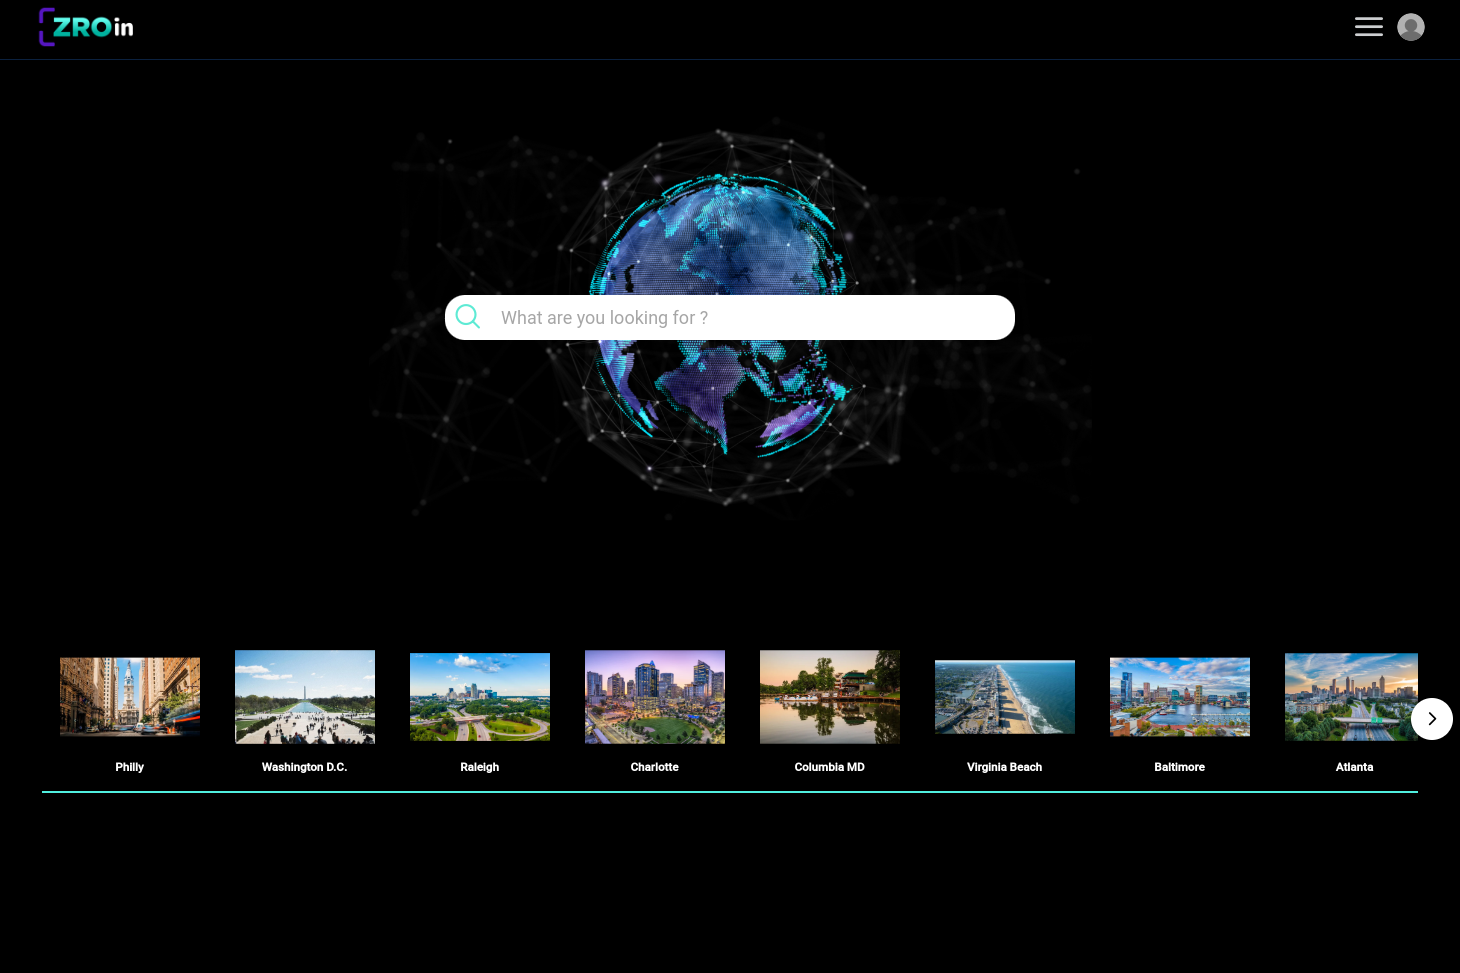 ZROin
What are you looking for ?
Philly
Washington D.C.
Raleigh
Charlotte
Columbia MD
Virginia Beach
Baltimore
Atlanta